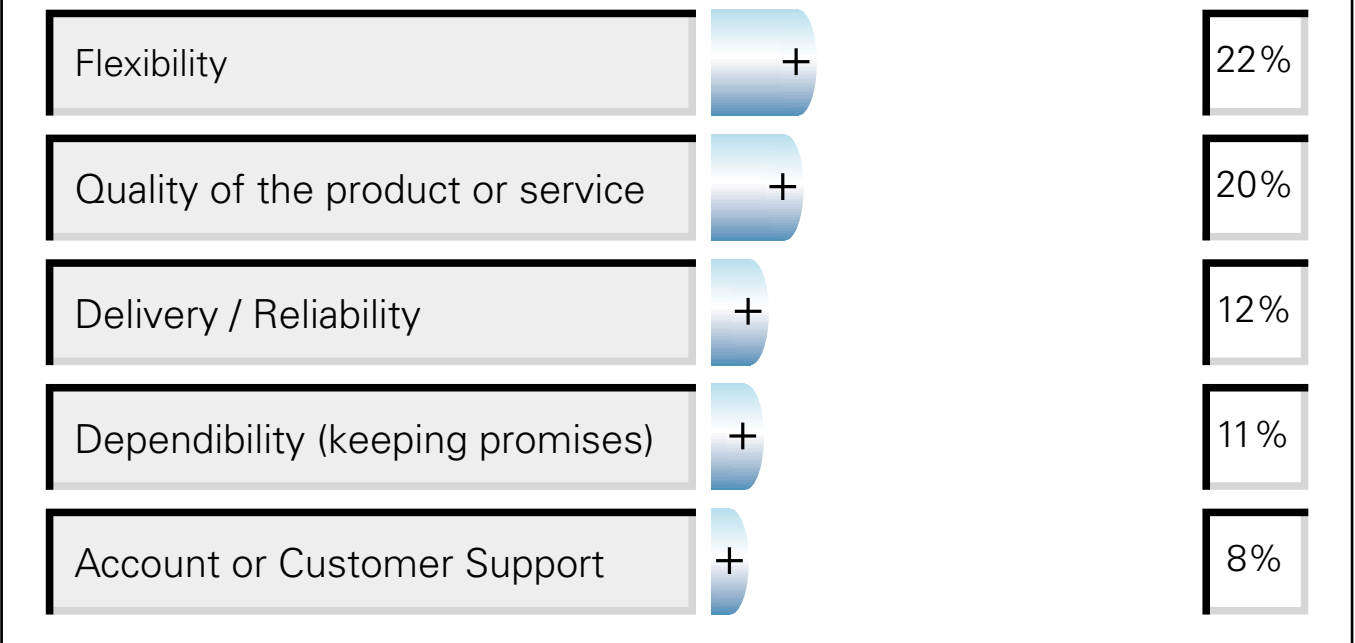 Flexibility + 22%
Quality of the product or service + 20%
Delivery / Reliability + 12%
Dependibility (keeping promises) + 11%
Account or Customer Support + 8%